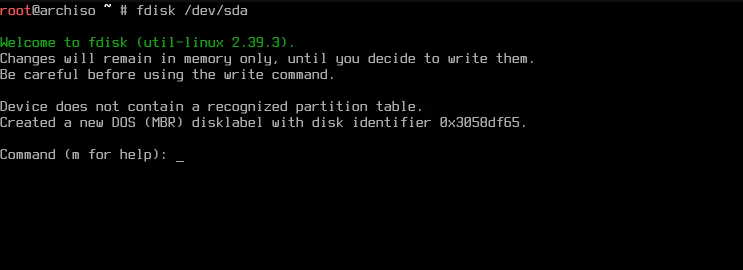 root@archiso ~ # fdisk /dev/sda
Welcome to fdisk (util-linux 2.39.3).
Changes will remain in memory only, until you decide to write them.
Be careful before using the write command.
Device does not contain a recognized partition table.
Created a new DOS (MBR) disklabel with disk identifier 0x3058df65.
Command (m for help): _